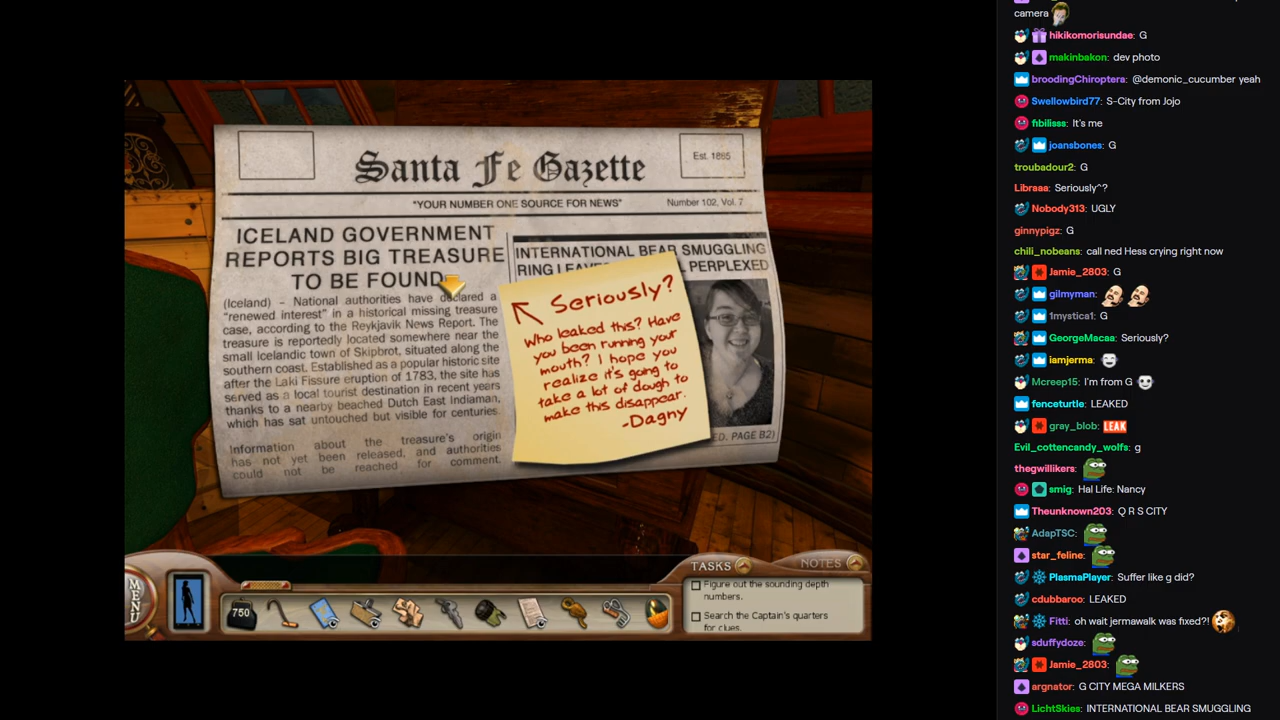 Santa Fe Gazette
Est. 1885
"YOUR NUMBER ONE SOURCE FOR NEWS"
Number 102, Vol. 7
ICELAND GOVERNMENT
REPORTS BIG TREASURE
TO BE FOUND
(Iceland) – National authorities have declared a
"renewed interest" in a historical missing treasure
case, according to the Reykjavik News Report. The
treasure is reportedly located somewhere near the
small Icelandic town of Skipbrot, situated along the
southern coast. Established as a popular historic site
after the Laki Fissure eruption of 1783, the site has
served as a local tourist destination in recent years
thanks to a nearby beached Dutch East Indiaman,
which has sat untouched but visible for centuries.
Information about the treasure's origin
has not yet been released, and authorities
could not be reached for comment.
INTERNATIONAL BEAR SMUGGLING
RING PERPLEXED
Seriously?
Who leaked this? Have
you been running your
mouth? I hope you
realize it's going to
take a lot of dough to
make this disappear.
-Dagny
PAGE B2)
MENU
750
TASKS
NOTES
Figure out the sounding depth
numbers.
Search the Captain's quarters
for clues.
camera
hikikomorisundae: G
makinbakon: dev photo
broodingChiroptera: @demonic_cucumber yeah
Swellowbird77: S-City from Jojo
fibilisss: It's me
joansbones: G
troubadour2: G
Libraaa: Seriously^?
Nobody313: UGLY
ginnypigz: G
chili_nobeans: call ned Hess crying right now
Jamie_2803: G
gilmyman:
1mystica1: G
GeorgeMacaa: Seriously?
iamjerma:
Mcreep15: I'm from G
fenceturtle: LEAKED
gray_blob: LEAK
Evil_cottencandy_wolfs: g
thegwillikers:
smig: Hal Life: Nancy
Theunknown203: Q R S CITY
AdapTSC:
star_feline:
PlasmaPlayer: Suffer like g did?
cdubbaroo: LEAKED
Fitti: oh wait jermawalk was fixed?!
sduffydoze:
Jamie_2803:
argnator: G CITY MEGA MILKERS
LichtSkies: INTERNATIONAL BEAR SMUGGLING